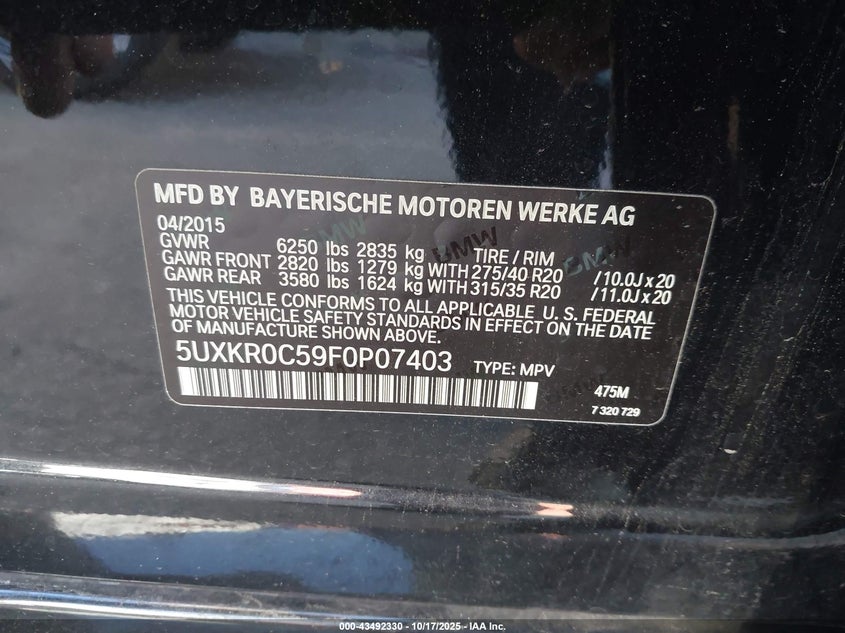 MFD BY BAYERISCHE MOTOREN WERKE AG
04/2015
GVWR 6250 lbs 2835 kg TIRE / RIM
GAWR FRONT 2820 lbs 1279 kg WITH 275/40 R20 /10.0J x 20
GAWR REAR 3580 lbs 1624 kg WITH 315/35 R20 /11.0J x 20
THIS VEHICLE CONFORMS TO ALL APPLICABLE U. S. FEDERAL
MOTOR VEHICLE SAFETY STANDARDS IN EFFECT ON THE DATE
OF MANUFACTURE SHOWN ABOVE.
5UXKR0C59F0P07403 TYPE: MPV
475M
7 320 729
BMW
BMW
BMW
000-43492330 - 10/17/2025 - IAA Inc.